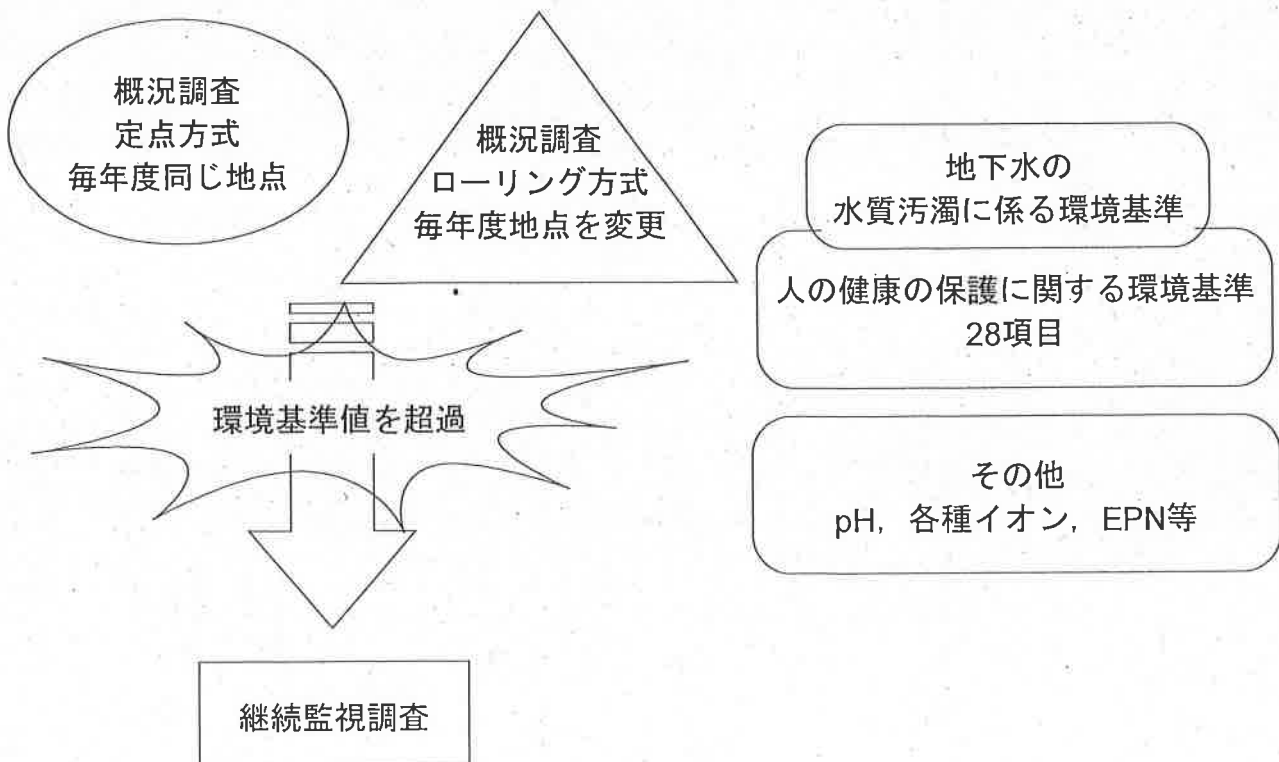 概況調査
定点方式
毎年度同じ地点
概況調査
ローリング方式
毎年度地点を変更
地下水の
水質汚濁に係る環境基準
人の健康の保護に関する環境基準
28項目
環境基準値を超過
その他
pH，各種イオン，EPN等
継続監視調査